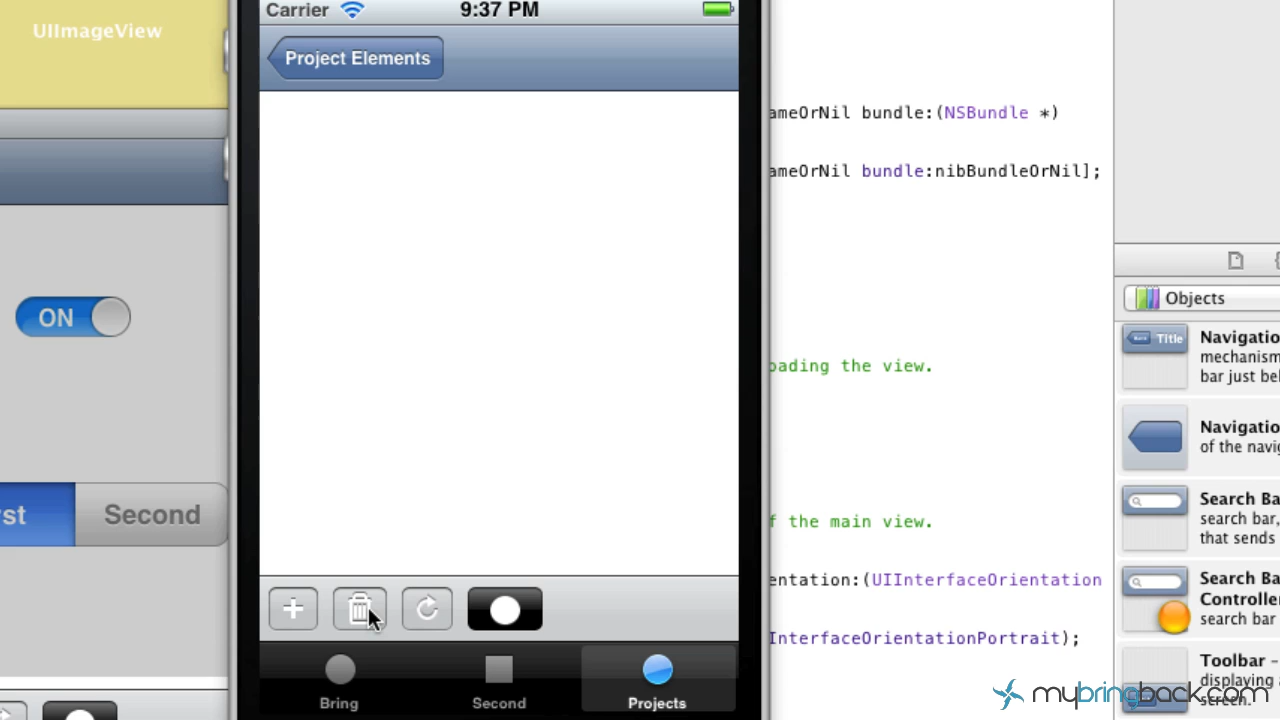 UIImageView
Carrier
9:37 PM
Project Elements
ameOrNil bundle:(NSBundle *)
ameOrNil bundle:nibBundleOrNil];
ON
oading the view.
rst
Second
f the main view.
entation:(UIInterfaceOrientation
InterfaceOrientationPortrait);
Bring
Second
Projects
Objects
Title
Navigatio
mechanism
bar just bel
Navigatio
of the navig
Search Ba
search bar,
that sends
Search Ba
Controller
search bar
Toolbar –
displaying a
screen.
mybringback.com